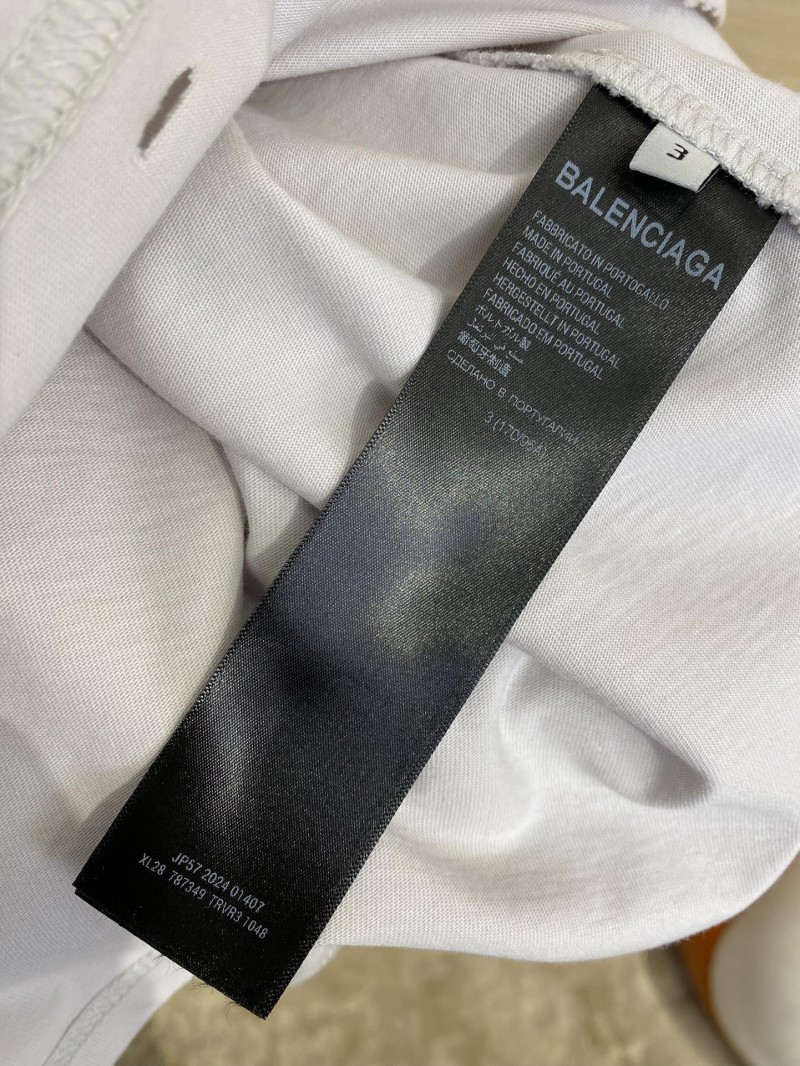 3
BALENCIAGA
FABBRICATO IN PORTOGALLO
MADE IN PORTUGAL
FABRIQUÉ AU PORTUGAL
HECHO EN PORTUGAL
HERGESTELLT IN PORTUGAL
FABRICADO EM PORTUGAL
ポルトガル製
葡萄牙制造
СДЕЛАНО В ПОРТУГАЛИИ
3 (170/96A)
JP57 2024 01407
XL28 787349 TRVR3 1048